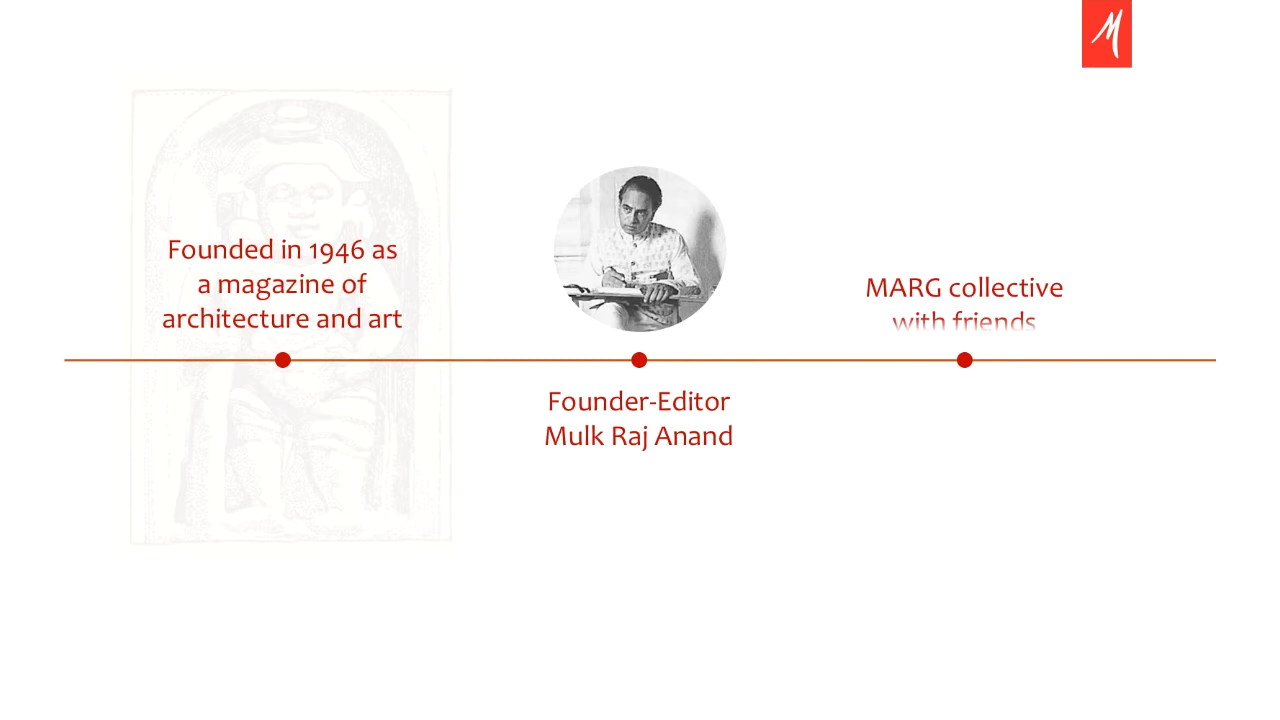 M
Founded in 1946 as
a magazine of
architecture and art
Founder-Editor
Mulk Raj Anand
MARG collective
with friends